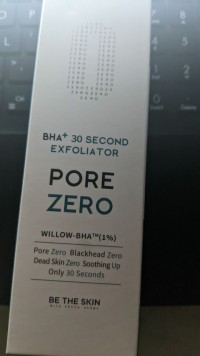 BHA+ 30 SECOND
EXFOLIATOR
PORE
ZERO
WILLOW-BHA™(1%)
Pore Zero Blackhead Zero
Dead Skin Zero Soothing Up
Only 30 Seconds
BE THE SKIN